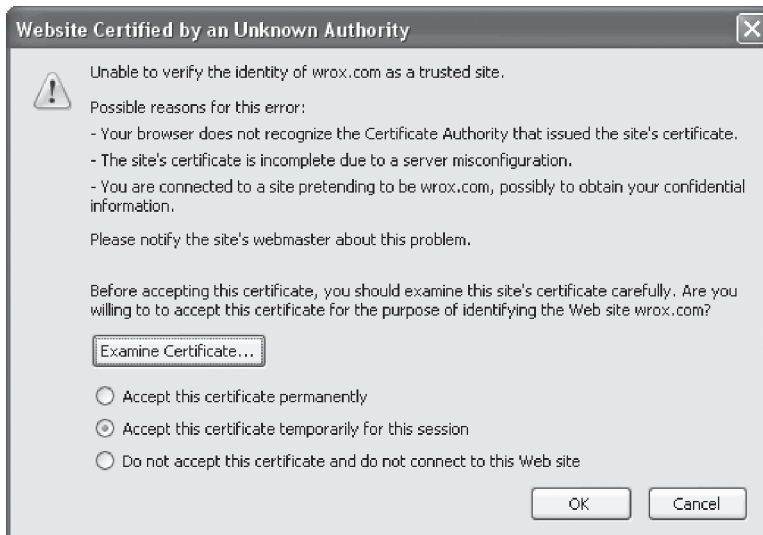 Website Certified by an Unknown Authority
Unable to verify the identity of wrox.com as a trusted site.
Possible reasons for this error:
- Your browser does not recognize the Certificate Authority that issued the site's certificate.
- The site's certificate is incomplete due to a server misconfiguration.
- You are connected to a site pretending to be wrox.com, possibly to obtain your confidential
information.
Please notify the site's webmaster about this problem.
Before accepting this certificate, you should examine this site's certificate carefully. Are you
willing to to accept this certificate for the purpose of identifying the Web site wrox.com?
Examine Certificate...
Accept this certificate permanently
Accept this certificate temporarily for this session
Do not accept this certificate and do not connect to this Web site
OK Cancel